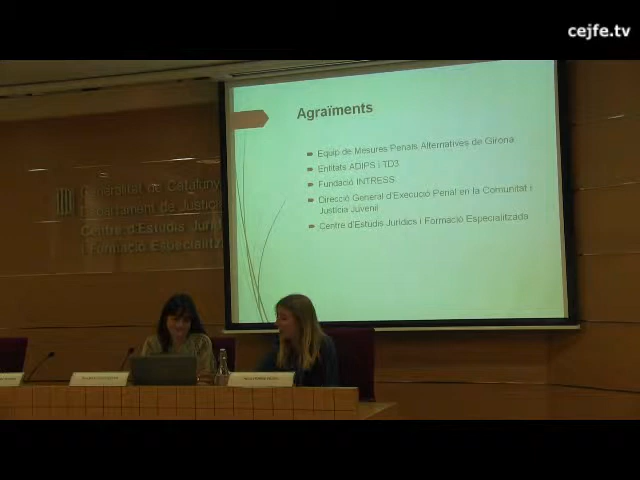 cejfe.tv
Agraïments
Equip de Mesures Penals Alternatives de Girona
Entitats ADIPS i TD3
Fundació INTRESS
Direcció General d'Execució Penal en la Comunitat i
Justícia Juvenil
Centre d'Estudis Jurídics i Formació Especialitzada
Generalitat de Catalunya
Departament de Justícia
Centre d'Estudis Jurídi
i Formació Especialitz